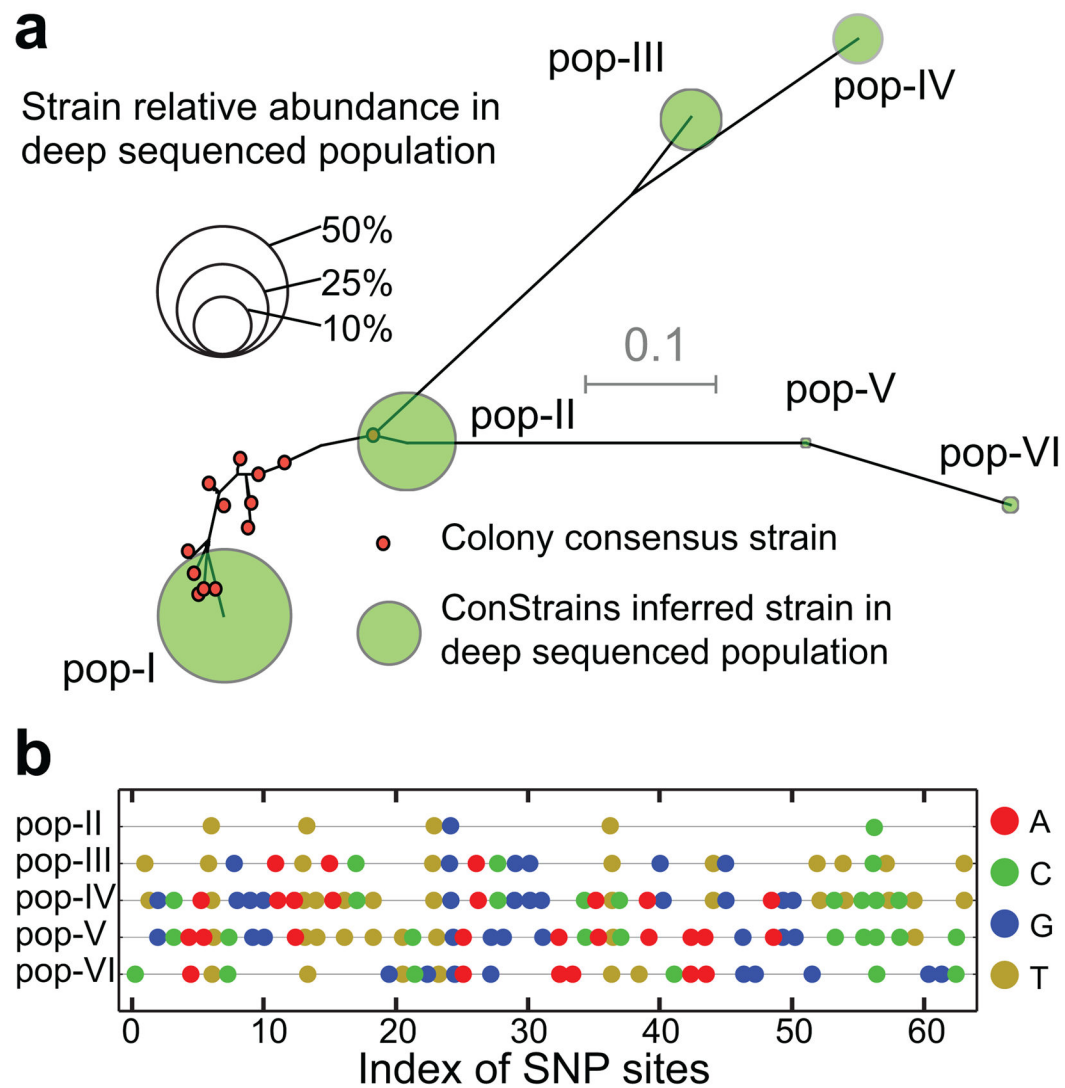 a
pop-III
pop-IV
Strain relative abundance in
deep sequenced population
50%
25%
10%
0.1
pop-V
pop-II
pop-VI
Colony consensus strain
ConStrains inferred strain in
deep sequenced population
pop-I
b
pop-II
pop-III
pop-IV
pop-V
pop-VI
A
C
G
T
0 10 20 30 40 50 60
Index of SNP sites